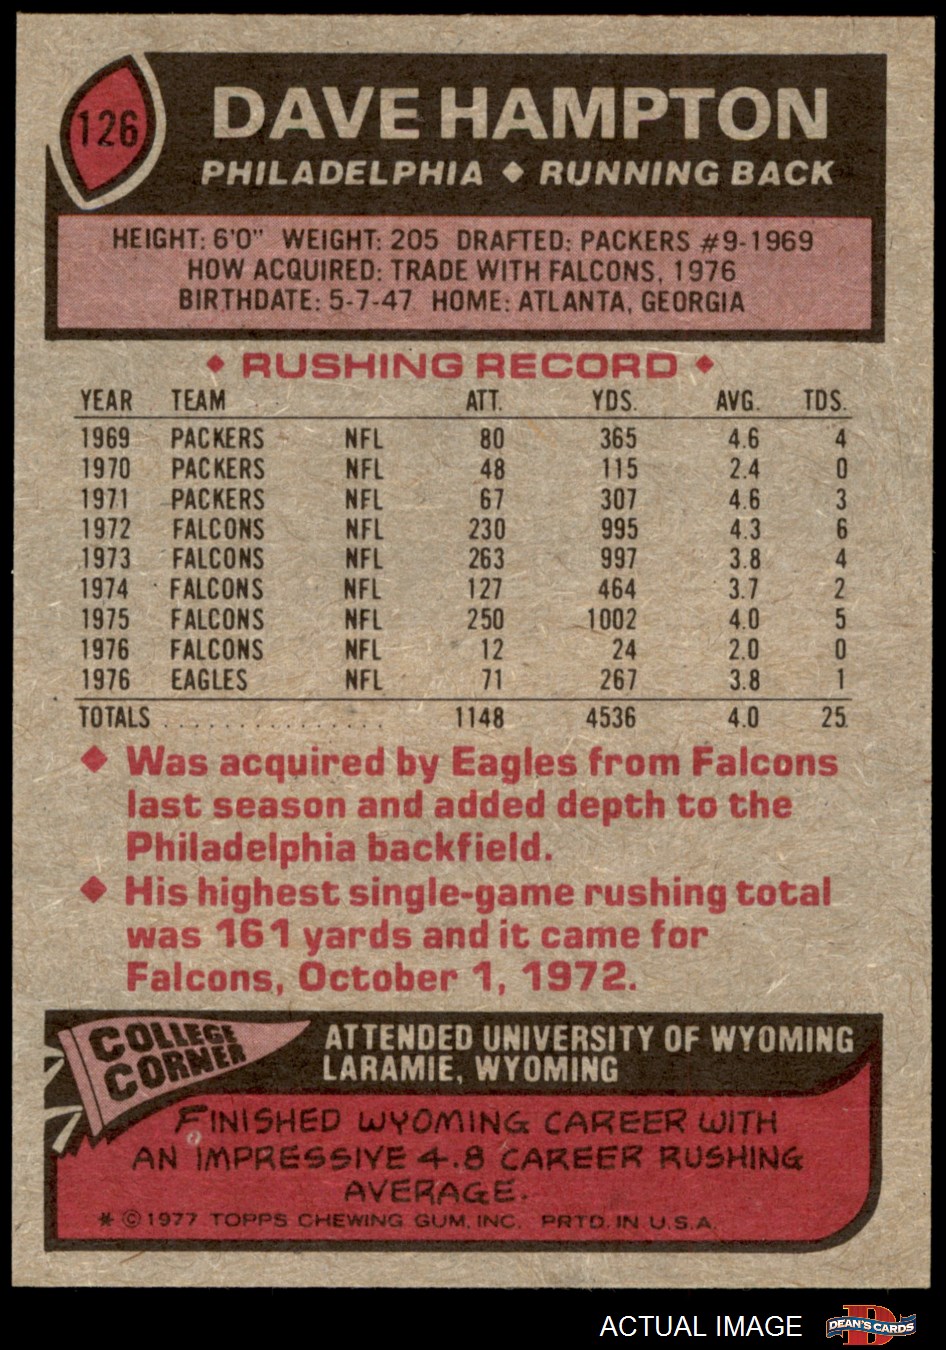 126
DAVE HAMPTON
PHILADELPHIA ◆ RUNNING BACK
HEIGHT: 6'0" WEIGHT: 205 DRAFTED: PACKERS #9-1969
HOW ACQUIRED: TRADE WITH FALCONS, 1976
BIRTHDATE: 5-7-47 HOME: ATLANTA, GEORGIA
◆ RUSHING RECORD ◆
YEAR TEAM ATT. YDS. AVG. TDS.
1969 PACKERS NFL 80 365 4.6 4
1970 PACKERS NFL 48 115 2.4 0
1971 PACKERS NFL 67 307 4.6 3
1972 FALCONS NFL 230 995 4.3 6
1973 FALCONS NFL 263 997 3.8 4
1974 FALCONS NFL 127 464 3.7 2
1975 FALCONS NFL 250 1002 4.0 5
1976 FALCONS NFL 12 24 2.0 0
1976 EAGLES NFL 71 267 3.8 1
TOTALS . . . . . . . . . . . . . . . . 1148 4536 4.0 25
◆ Was acquired by Eagles from Falcons
last season and added depth to the
Philadelphia backfield.
◆ His highest single-game rushing total
was 161 yards and it came for
Falcons, October 1, 1972.
COLLEGE
CORNER
ATTENDED UNIVERSITY OF WYOMING
LARAMIE, WYOMING
FINISHED WYOMING CAREER WITH
AN IMPRESSIVE 4.8 CAREER RUSHING
AVERAGE.
* © 1977 TOPPS CHEWING GUM, INC. PRTD. IN U.S.A.
ACTUAL IMAGE
D
DEAN'S CARDS